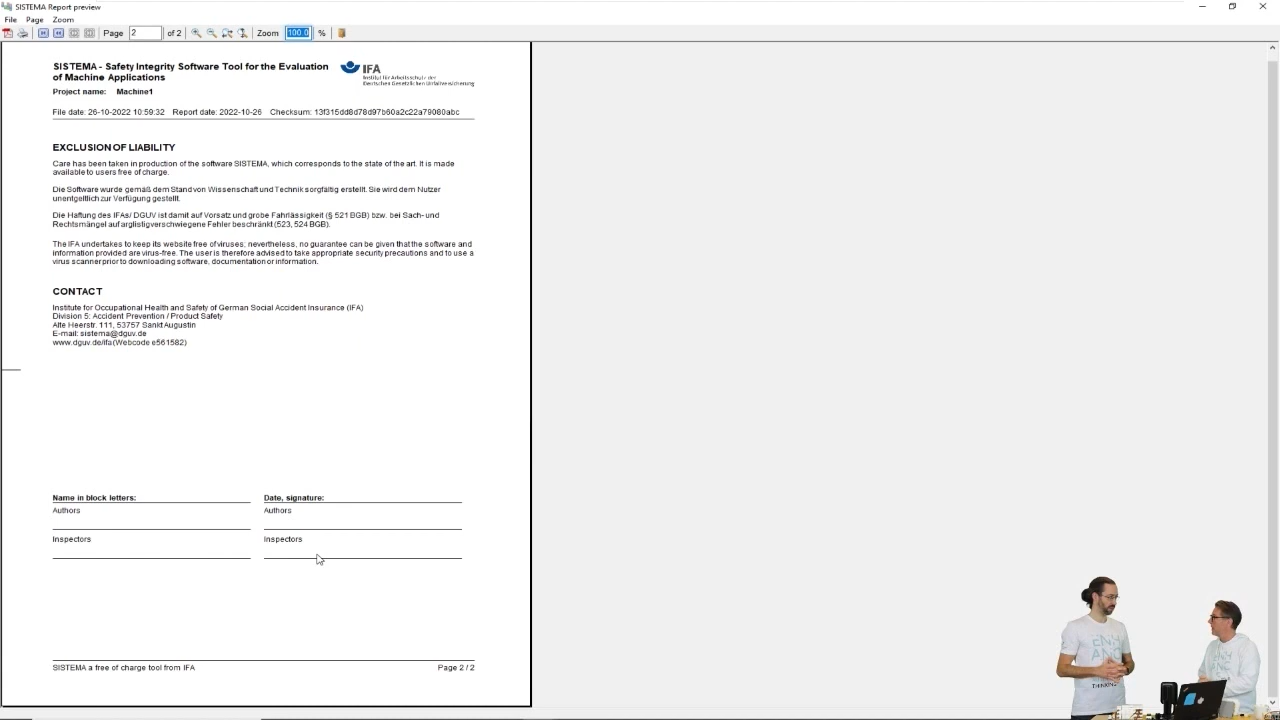 SISTEMA Report preview
File Page Zoom
Page 2 of 2 Zoom 100.0 %
SISTEMA - Safety Integrity Software Tool for the Evaluation
of Machine Applications
IFA
Institut für Arbeitsschutz der
Deutschen Gesetzlichen Unfallversicherung
Project name: Machine1
File date: 26-10-2022 10:59:32 Report date: 2022-10-26 Checksum: 13f315dd8d78d97b60a2c22a79080abc
EXCLUSION OF LIABILITY
Care has been taken in production of the software SISTEMA, which corresponds to the state of the art. It is made
available to users free of charge.
Die Software wurde gemäß dem Stand von Wissenschaft und Technik sorgfältig erstellt. Sie wird dem Nutzer
unentgeltlich zur Verfügung gestellt.
Die Haftung des IFAs/ DGUV ist damit auf Vorsatz und grobe Fahrlässigkeit (§ 521 BGB) bzw. bei Sach- und
Rechtsmängel auf arglistig verschwiegene Fehler beschränkt (523, 524 BGB).
The IFA undertakes to keep its website free of viruses; nevertheless, no guarantee can be given that the software and
information provided are virus-free. The user is therefore advised to take appropriate security precautions and to use a
virus scanner prior to downloading software, documentation or information.
CONTACT
Institute for Occupational Health and Safety of German Social Accident Insurance (IFA)
Division 5: Accident Prevention / Product Safety
Alte Heerstr. 111, 53757 Sankt Augustin
E-mail: sistema@dguv.de
www.dguv.de/ifa (Webcode e561582)
Name in block letters: Date, signature:
Authors Authors
Inspectors Inspectors
SISTEMA a free of charge tool from IFA Page 2 / 2